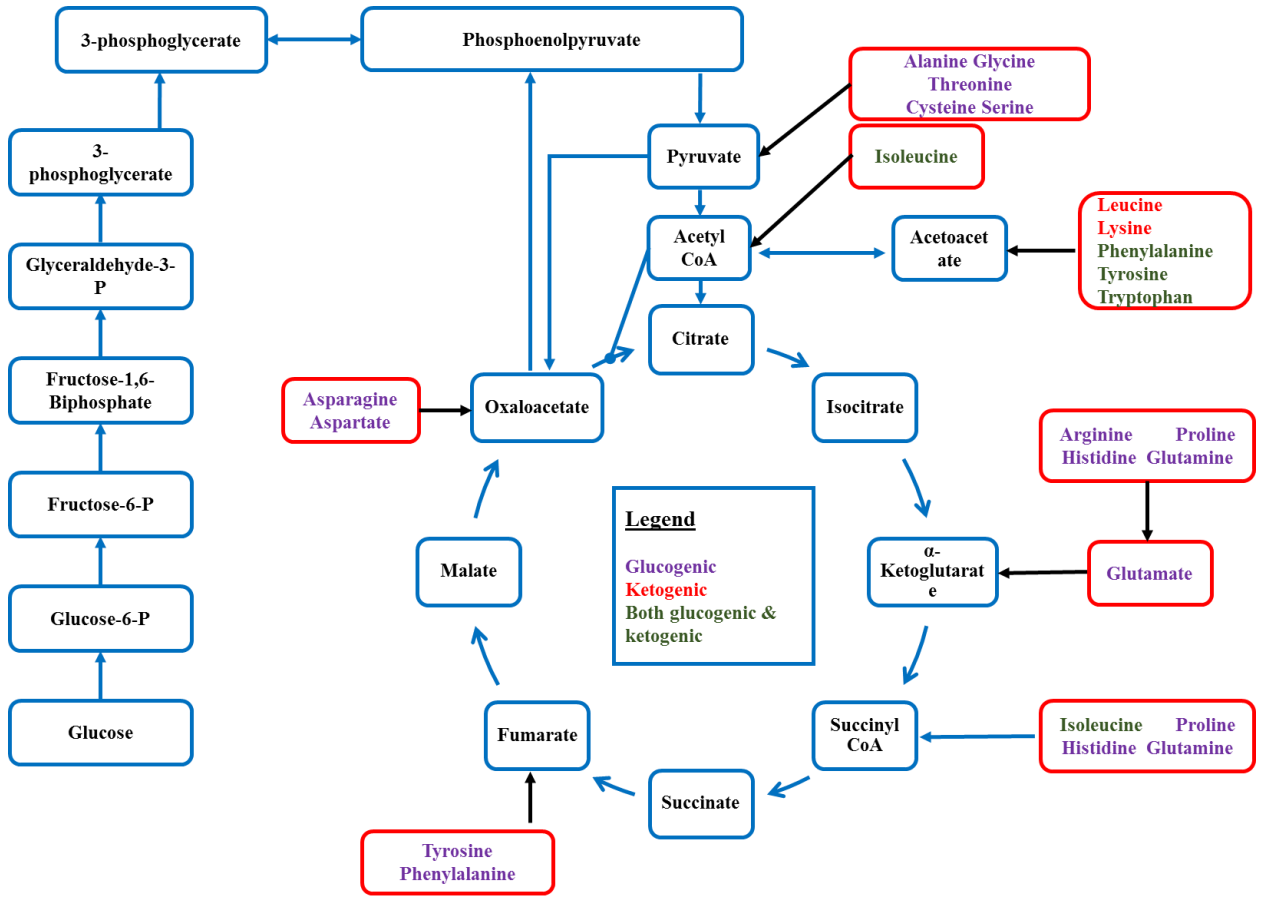 3-phosphoglycerate
Phosphoenolpyruvate
Alanine Glycine
Threonine
Cysteine Serine
3-
phosphoglycerate
Pyruvate
Isoleucine
Leucine
Lysine
Phenylalanine
Tyrosine
Tryptophan
Acetyl
CoA
Acetoacet
ate
Glyceraldehyde-3-
P
Citrate
Fructose-1,6-
Biphosphate
Asparagine
Aspartate
Oxaloacetate
Isocitrate
Arginine Proline
Histidine Glutamine
Fructose-6-P
Legend
Glucogenic
Ketogenic
Both glucogenic &
ketogenic
Malate
α-
Ketoglutarat
e
Glutamate
Glucose-6-P
Glucose
Fumarate
Succinyl
CoA
Isoleucine Proline
Histidine Glutamine
Succinate
Tyrosine
Phenylalanine